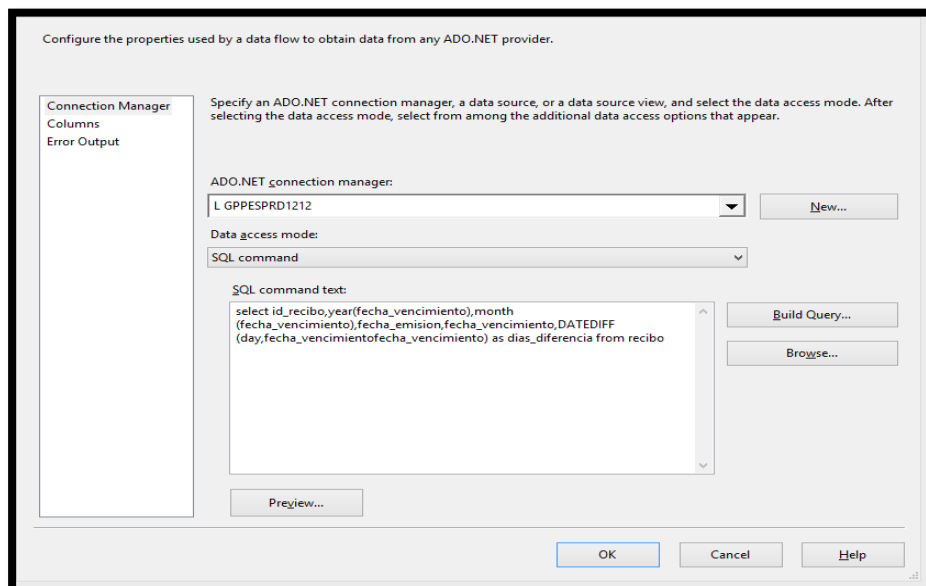 Configure the properties used by a data flow to obtain data from any ADO.NET provider.
Connection Manager
Columns
Error Output
Specify an ADO.NET connection manager, a data source, or a data source view, and select the data access mode. After
selecting the data access mode, select from among the additional data access options that appear.
ADO.NET connection manager:
L GPPESPRD1212
New...
Data access mode:
SQL command
SQL command text:
select id_recibo,year(fecha_vencimiento),month
(fecha_vencimiento),fecha_emision,fecha_vencimiento,DATEDIFF
(day,fecha_vencimientofecha_vencimiento) as dias_diferencia from recibo
Build Query...
Browse...
Preview...
OK
Cancel
Help